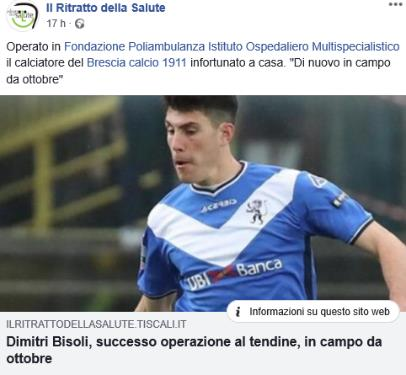 Il Ritratto della Salute
17 h ·
Operato in Fondazione Poliambulanza Istituto Ospedaliero Multispecialistico
il calciatore del Brescia calcio 1911 infortunato a casa. "Di nuovo in campo
da ottobre"
ACERBIS
UBI Banca
Informazioni su questo sito web
ILRITRATTODELLASALUTE.TISCALI.IT
Dimitri Bisoli, successo operazione al tendine, in campo da
ottobre